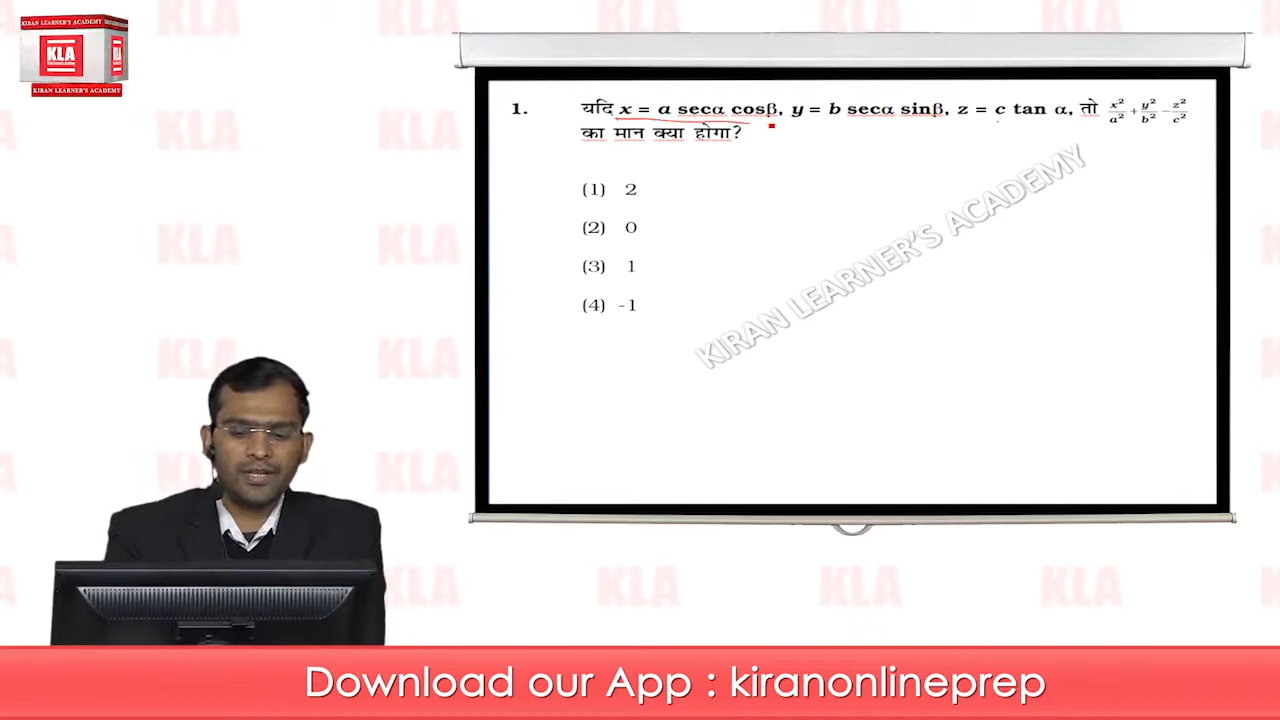 KIRAN LEARNER'S ACADEMY
KLA
KIRAN LEARNER'S ACADEMY
1. यदि x = a secα cosβ, y = b secα sinβ, z = c tan α, तो x²/a² + y²/b² − z²/c²
का मान क्या होगा?
(1) 2
(2) 0
(3) 1
(4) -1
KIRAN LEARNER'S ACADEMY
Download our App : kiranonlineprep